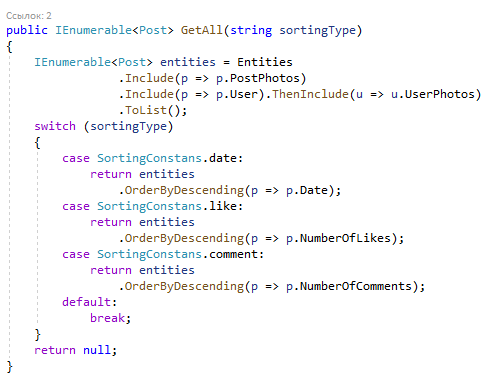 Ссылок: 2
public IEnumerable<Post> GetAll(string sortingType)
{
    IEnumerable<Post> entities = Entities
                .Include(p => p.PostPhotos)
                .Include(p => p.User).ThenInclude(u => u.UserPhotos)
                .ToList();
    switch (sortingType)
    {
        case SortingConstans.date:
            return entities
                .OrderByDescending(p => p.Date);
        case SortingConstans.like:
            return entities
                .OrderByDescending(p => p.NumberOfLikes);
        case SortingConstans.comment:
            return entities
                .OrderByDescending(p => p.NumberOfComments);
        default:
            break;
    }
    return null;
}